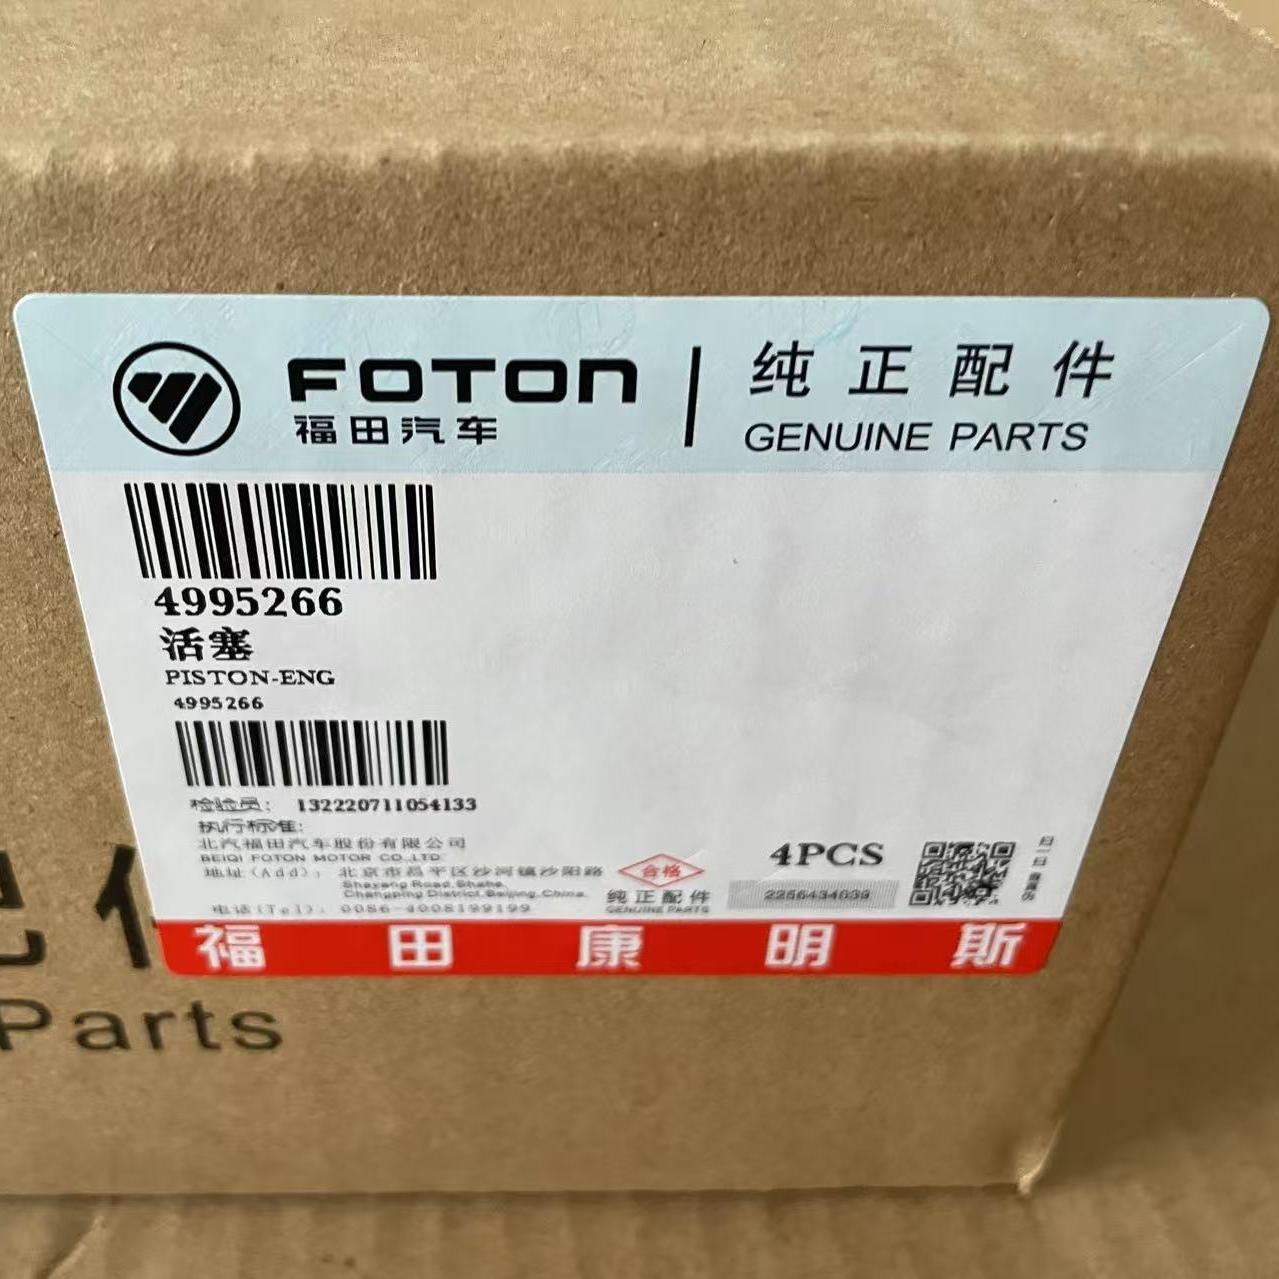 FOTON
福田汽车
纯正配件
GENUINE PARTS
4995266
活塞
PISTON-ENG
4995266
检验员: 132220711054133
执行标准:
北汽福田汽车股份有限公司
BEIQI FOTON MOTOR CO.,LTD
地址(Add): 北京市昌平区沙河镇沙阳路
Shayang Road, Shahe,
Changping District, Beijing, China
电话(Tel): 0086-4008199199
合格
纯正配件
GENUINE PARTS
4PCS
2256434039
福田康明斯
Parts